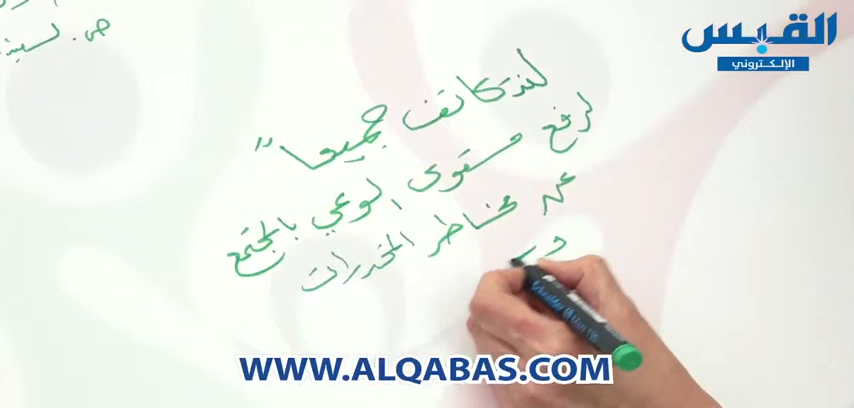 القبس
الإلكتروني
لنتكاتف جميعاً
لرفع مستوى الوعي بالمجتمع
عن مخاطر المخدرات
WWW.ALQABAS.COM